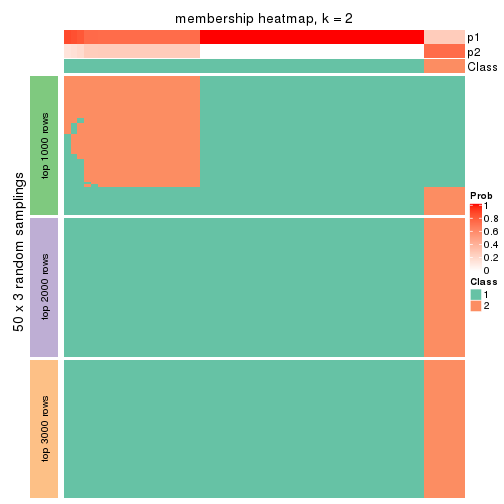 membership heatmap, k = 2
p1
p2
Class
50 x 3 random samplings
top 1000 rows
top 2000 rows
top 3000 rows
Prob
1
0.8
0.6
0.4
0.2
0
Class
1
2